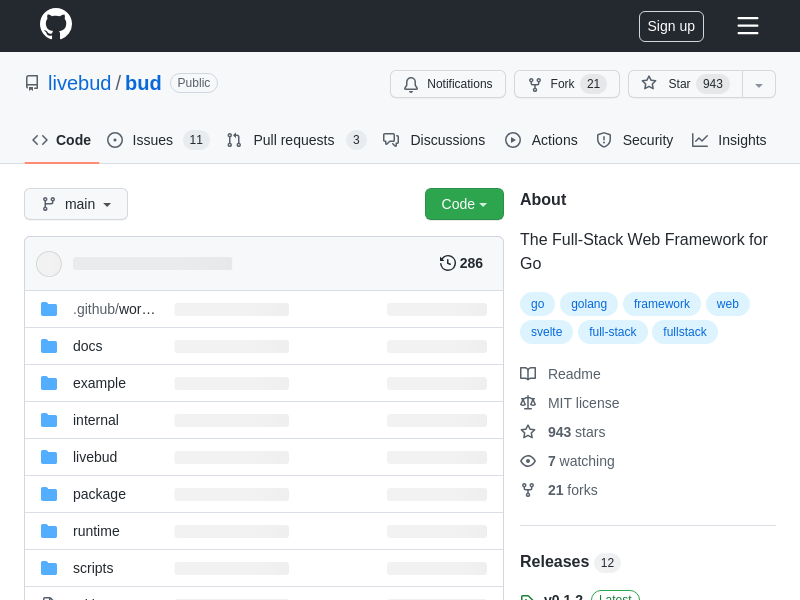 Sign up
livebud / bud Public
Notifications
Fork 21
Star 943
Code
Issues 11
Pull requests 3
Discussions
Actions
Security
Insights
main
Code
286
.github/wor…
docs
example
internal
livebud
package
runtime
scripts
About
The Full-Stack Web Framework for
Go
go golang framework web
svelte full-stack fullstack
Readme
MIT license
943 stars
7 watching
21 forks
Releases 12
v0.1.2 Latest